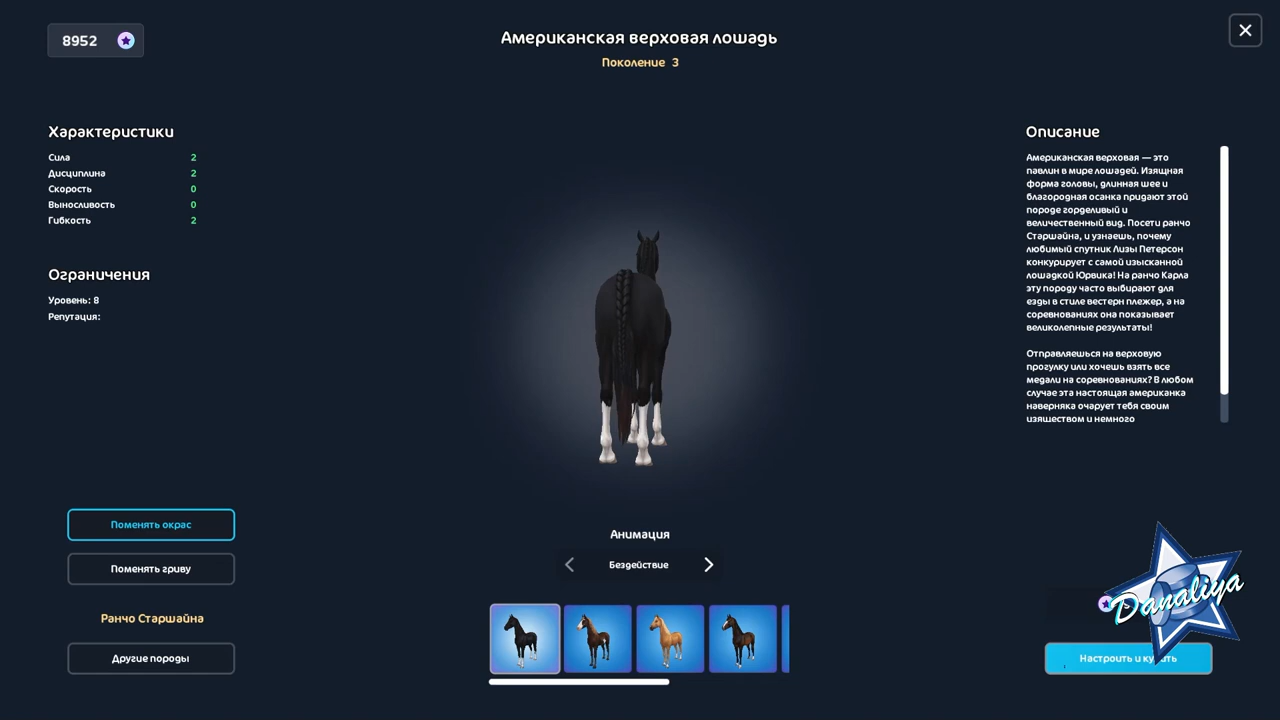 8952
Американская верховая лошадь
Поколение 3
Характеристики
Сила 2
Дисциплина 2
Скорость 0
Выносливость 0
Гибкость 2
Ограничения
Уровень: 8
Репутация:
Описание
Американская верховая — это
павлин в мире лошадей. Изящная
форма головы, длинная шее и
благородная осанка придают этой
породе горделивый и
величественный вид. Посети ранчо
Старшайна, и узнаешь, почему
любимый спутник Лизы Петерсон
конкурирует с самой изысканной
лошадкой Юрвика! На ранчо Карла
эту породу часто выбирают для
езды в стиле вестерн плежер, а на
соревнованиях она показывает
великолепные результаты!
Отправляешься на верховую
прогулку или хочешь взять все
медали на соревнованиях? В любом
случае эта настоящая американка
наверняка очарует тебя своим
изяществом и немного
Поменять окрас
Поменять гриву
Ранчо Старшайна
Другие породы
Анимация
Бездействие
Danaliya
Настроить и купить